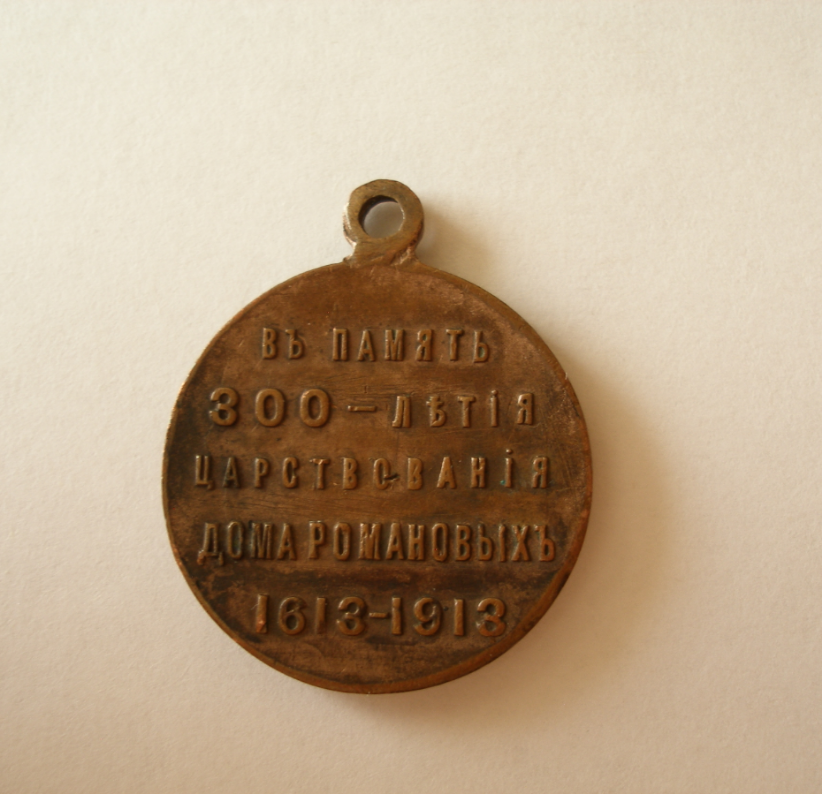 ВЪ ПАМЯТЬ
300-ЛѢТІЯ
ЦАРСТВОВАНІЯ
ДОМА РОМАНОВЫХЪ
1613-1913